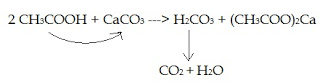 2 CH₃COOH + CaCO₃ ---> H₂CO₃ + (CH₃COO)₂Ca
CO₂ + H₂O